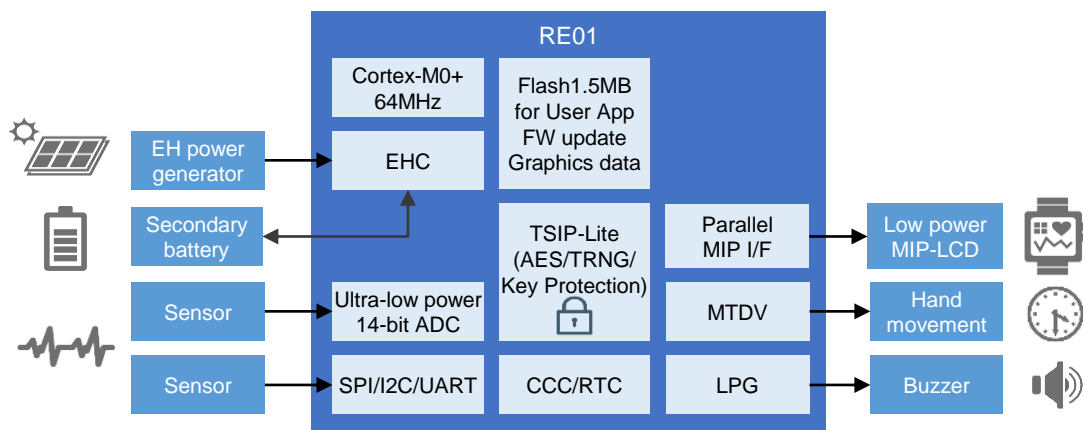 RE01
Cortex-M0+
64MHz
Flash1.5MB
for User App
FW update
Graphics data
EH power
generator
EHC
Secondary
battery
TSIP-Lite
(AES/TRNG/
Key Protection)
Parallel
MIP I/F
Low power
MIP-LCD
Sensor
Ultra-low power
14-bit ADC
MTDV
Hand
movement
Sensor
SPI/I2C/UART
CCC/RTC
LPG
Buzzer